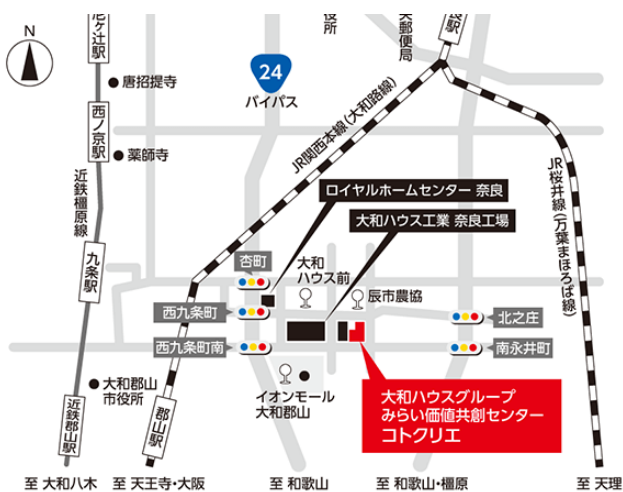 N
尼ヶ辻駅
唐招提寺
西ノ京駅
薬師寺
近鉄橿原線
九条駅
大和郡山
市役所
近鉄郡山駅
至 大和八木
24
バイパス
役所
郵便局
良駅
JR関西本線(大和路線)
JR桜井線(万葉まほろば線)
ロイヤルホームセンター 奈良
大和ハウス工業 奈良工場
杏町
大和
ハウス前
辰市農協
西九条町
北之庄
西九条町南
南永井町
イオンモール
大和郡山
大和ハウスグループ
みらい価値共創センター
コトクリエ
郡山駅
至 天王寺・大阪
至 和歌山
至 和歌山・橿原
至 天理